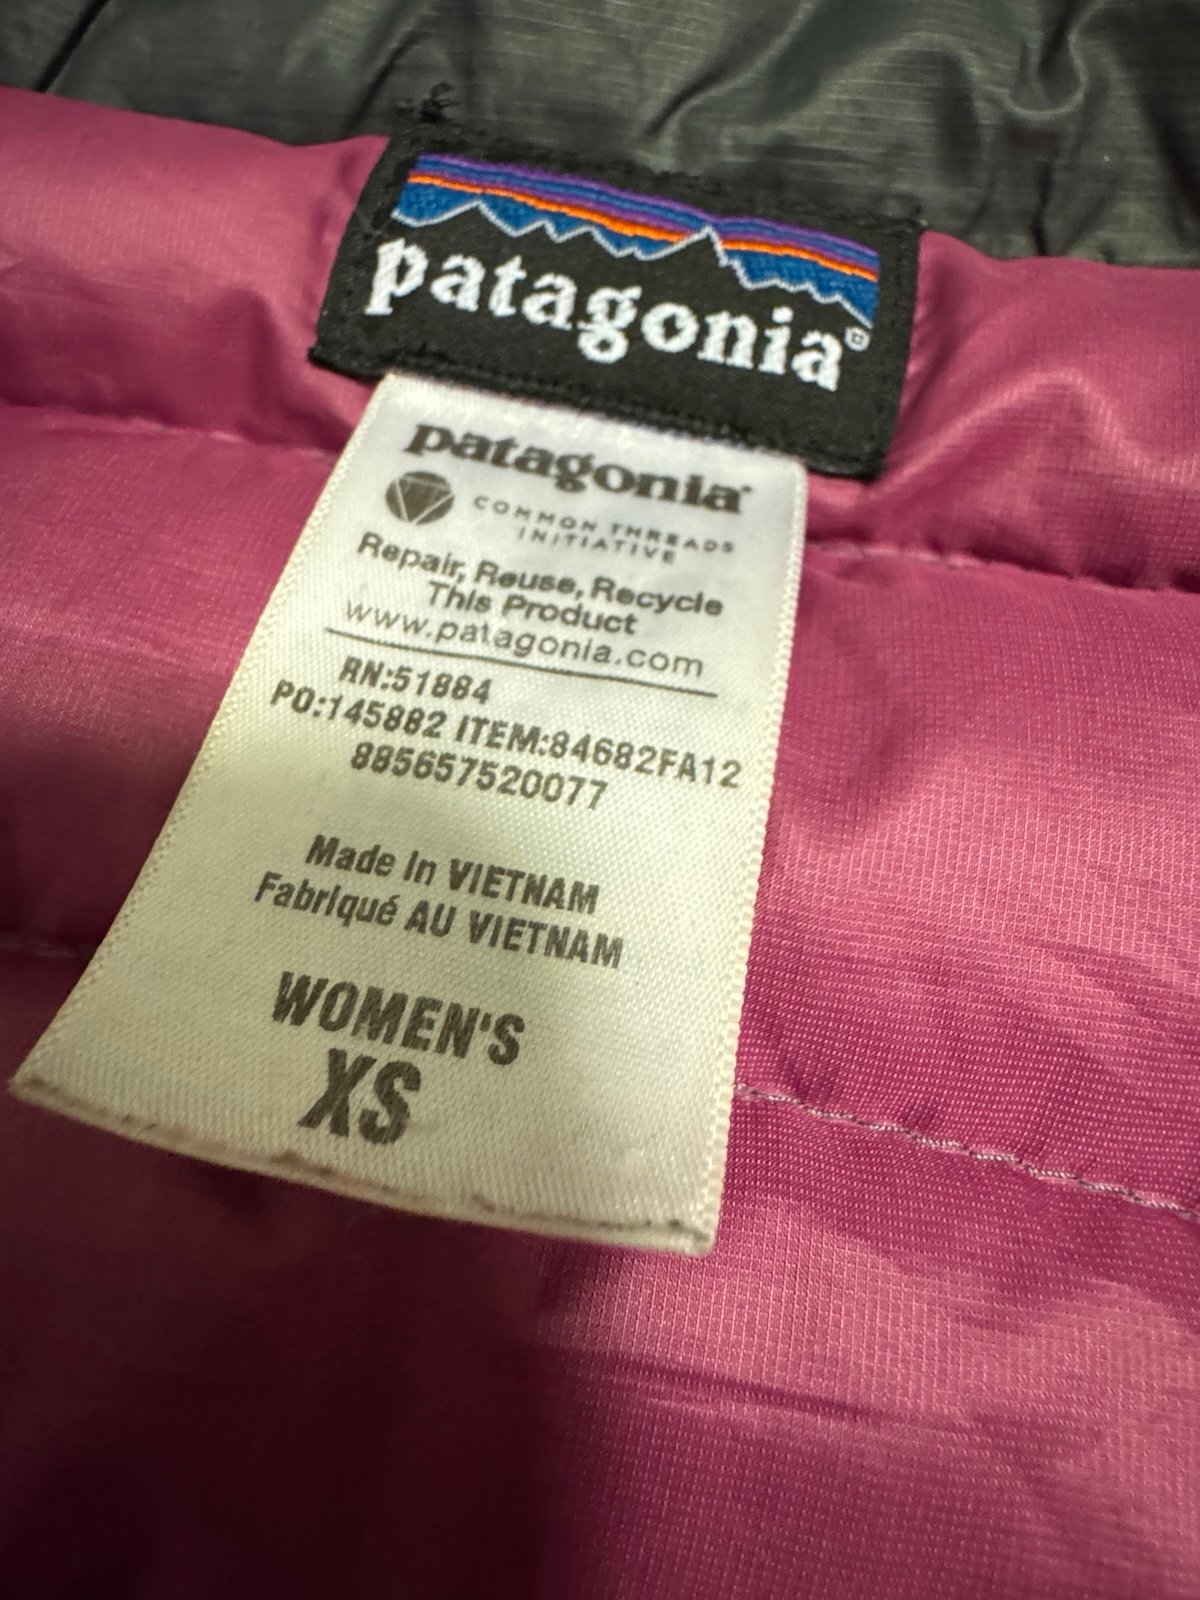 patagonia
patagonia
COMMON THREADS
INITIATIVE
Repair, Reuse, Recycle
This Product
www.patagonia.com
RN:51884
PO:145882 ITEM:84682FA12
885657520077
Made in VIETNAM
Fabriqué AU VIETNAM
WOMEN'S
XS